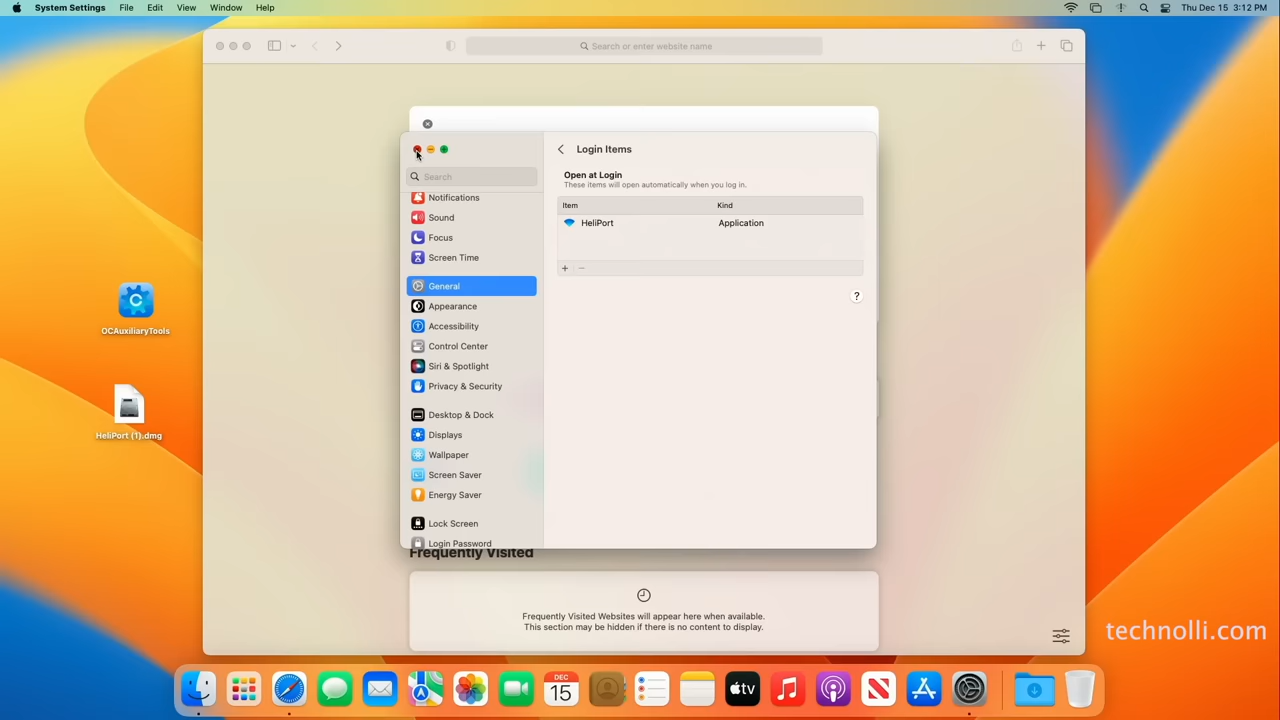 System Settings File Edit View Window Help Thu Dec 15 3:12 PM
Search or enter website name
Login Items
Search
Open at Login
These items will open automatically when you log in.
Item Kind
HeliPort Application
+ −
?
Notifications
Sound
Focus
Screen Time
General
Appearance
Accessibility
Control Center
Siri & Spotlight
Privacy & Security
Desktop & Dock
Displays
Wallpaper
Screen Saver
Energy Saver
Lock Screen
Login Password
OCAuxiliaryTools
HeliPort (1).dmg
Frequently Visited
Frequently Visited Websites will appear here when available.
This section may be hidden if there is no content to display.
technolli.com
DEC
15
tv